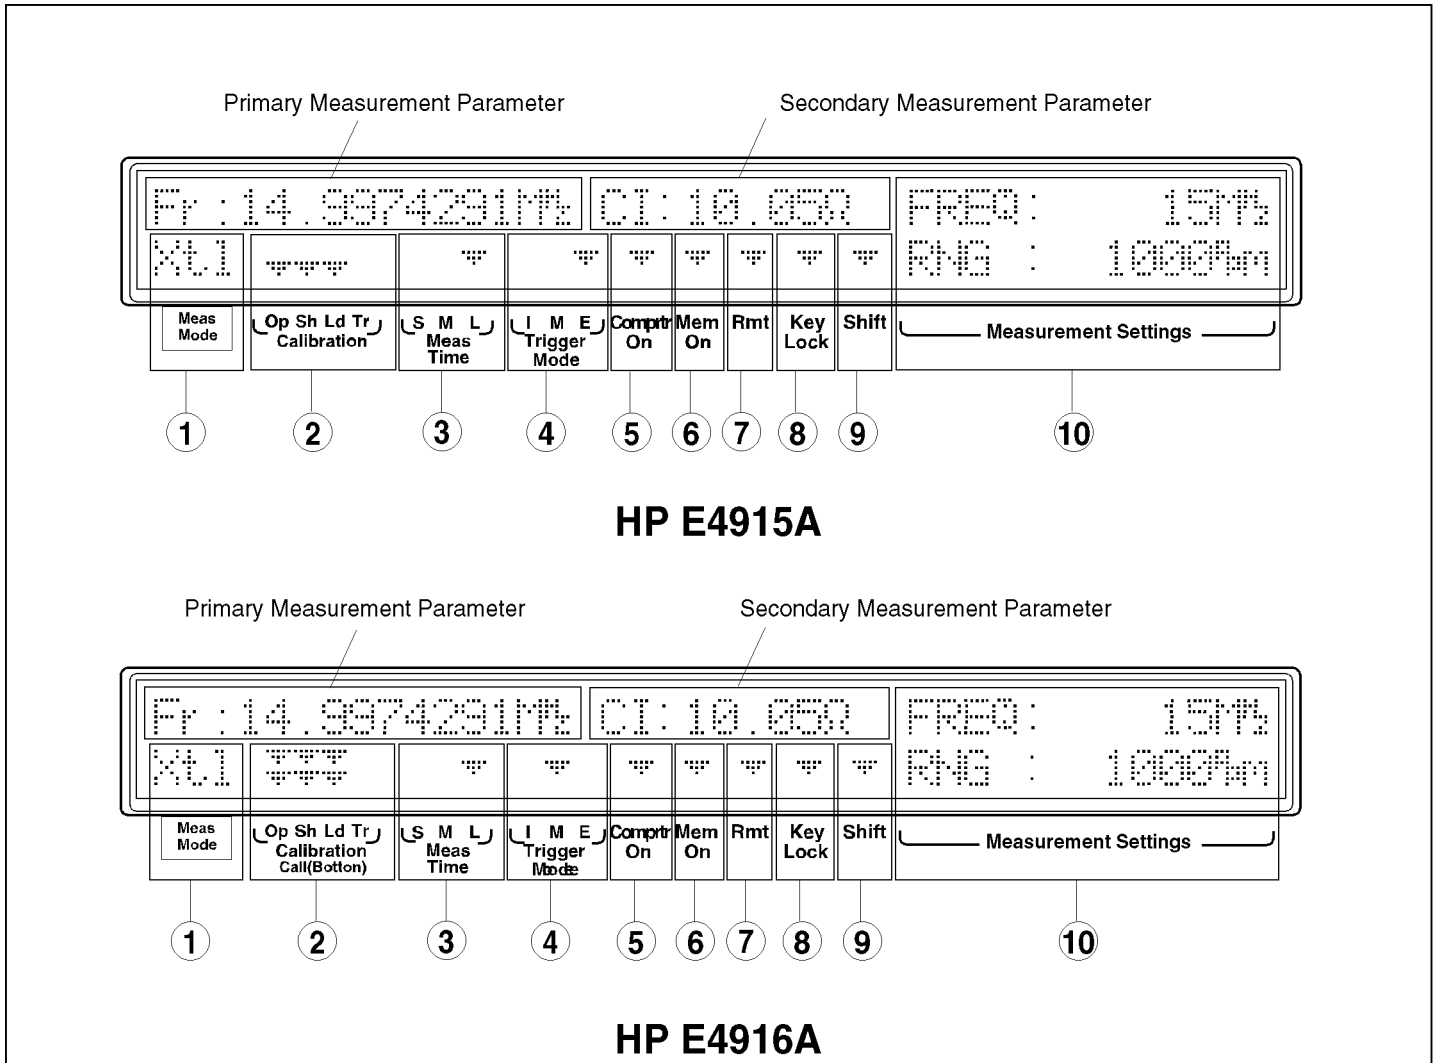 Primary Measurement Parameter Secondary Measurement Parameter
Fr :14.9974291MHz CI: 10.05Ω FREQ: 15MHz
Xtl RNG : 1000ppm
Meas Mode
Op Sh Ld Tr
Calibration
S M L
Meas Time
I M E
Trigger Mode
Comprtr On
Mem On
Rmt
Key Lock
Shift
Measurement Settings
1 2 3 4 5 6 7 8 9 10
HP E4915A
Primary Measurement Parameter Secondary Measurement Parameter
Fr :14.9974291MHz CI: 10.05Ω FREQ: 15MHz
Xtl RNG : 1000ppm
Meas Mode
Op Sh Ld Tr
Calibration
Call(Botton)
S M L
Meas Time
I M E
Trigger Mode
Comprtr On
Mem On
Rmt
Key Lock
Shift
Measurement Settings
1 2 3 4 5 6 7 8 9 10
HP E4916A